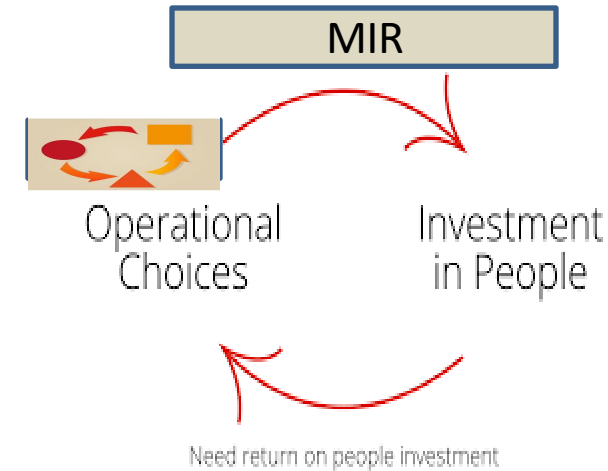 MIR
Operational
Choices
Investment
in People
Need return on people investment